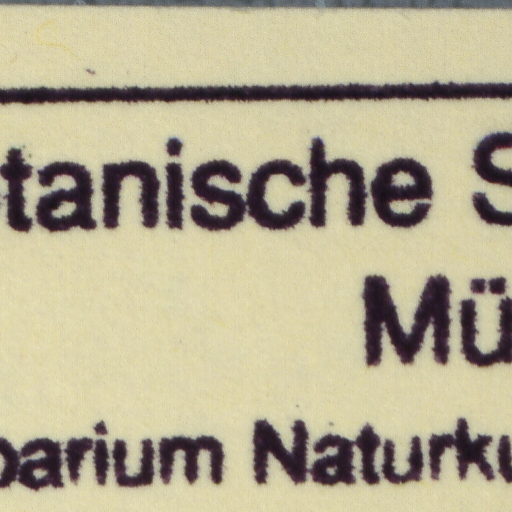 tanische S
Mü
barium Naturku